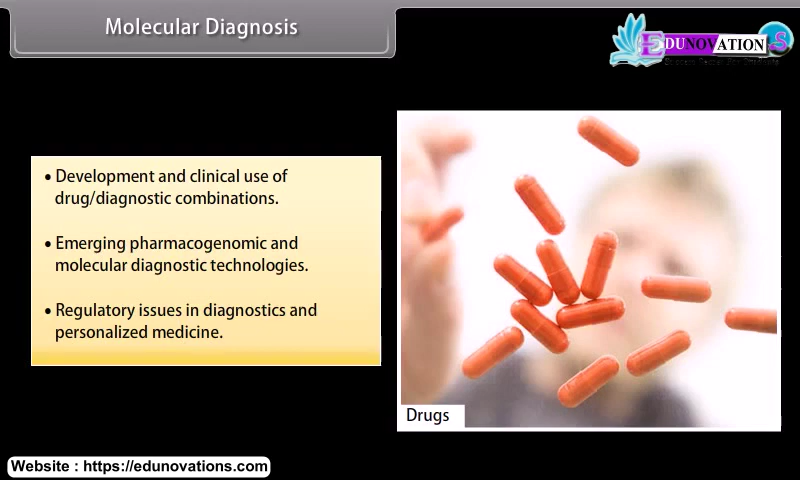 Molecular Diagnosis
EDUNOVATION.S
• Development and clinical use of
drug/diagnostic combinations.
• Emerging pharmacogenomic and
molecular diagnostic technologies.
• Regulatory issues in diagnostics and
personalized medicine.
Drugs
Website : https://edunovations.com